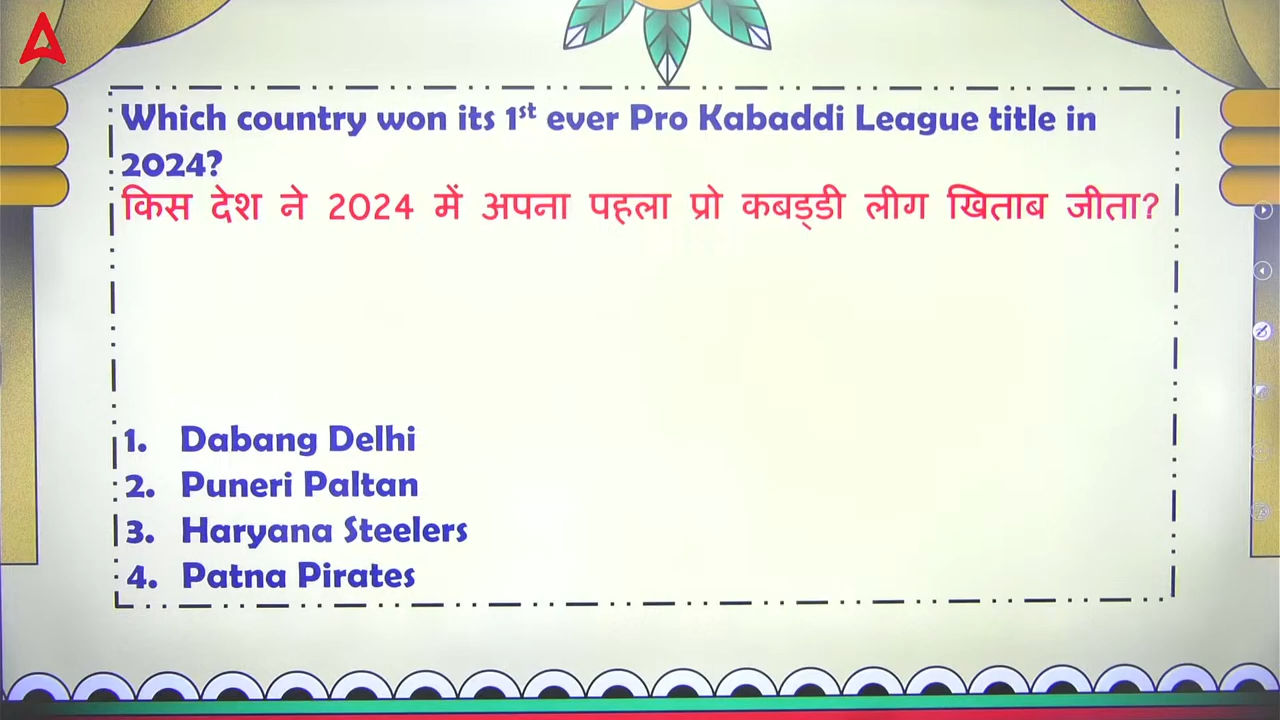 Which country won its 1st ever Pro Kabaddi League title in
2024?
किस देश ने 2024 में अपना पहला प्रो कबड्डी लीग खिताब जीता?
1. Dabang Delhi
2. Puneri Paltan
3. Haryana Steelers
4. Patna Pirates